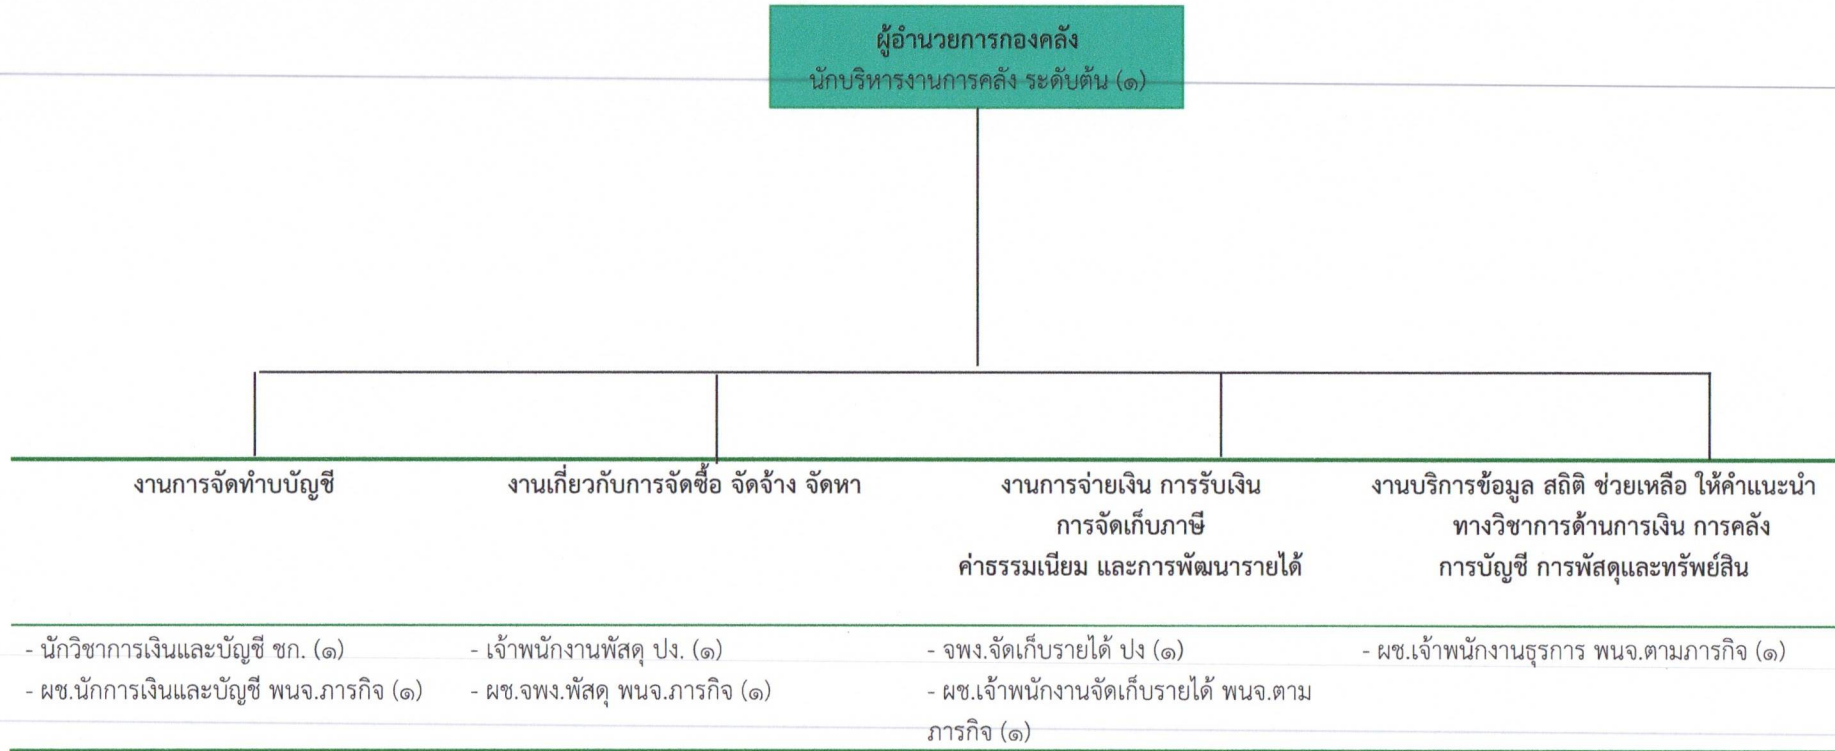 ผู้อำนวยการกองคลัง
นักบริหารงานการคลัง ระดับต้น (๑)
งานการจัดทำบบัญชี
งานเกี่ยวกับการจัดซื้อ จัดจ้าง จัดหา
งานการจ่ายเงิน การรับเงิน
การจัดเก็บภาษี
ค่าธรรมเนียม และการพัฒนารายได้
งานบริการข้อมูล สถิติ ช่วยเหลือ ให้คำแนะนำ
ทางวิชาการด้านการเงิน การคลัง
การบัญชี การพัสดุและทรัพย์สิน
- นักวิชาการเงินและบัญชี ชก. (๑)
- ผช.นักการเงินและบัญชี พนจ.ภารกิจ (๑)
- เจ้าพนักงานพัสดุ ปง. (๑)
- ผช.จพง.พัสดุ พนจ.ภารกิจ (๑)
- จพง.จัดเก็บรายได้ ปง (๑)
- ผช.เจ้าพนักงานจัดเก็บรายได้ พนจ.ตาม
ภารกิจ (๑)
- ผช.เจ้าพนักงานธุรการ พนจ.ตามภารกิจ (๑)